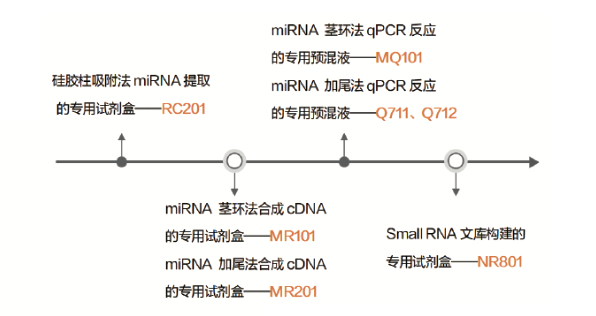 硅胶柱吸附法 miRNA 提取
的专用试剂盒——RC201
miRNA 茎环法合成 cDNA
的专用试剂盒——MR101
miRNA 加尾法合成 cDNA
的专用试剂盒——MR201
miRNA 茎环法 qPCR 反应
的专用预混液——MQ101
miRNA 加尾法 qPCR 反应
的专用预混液——Q711、Q712
Small RNA 文库构建的
专用试剂盒——NR801